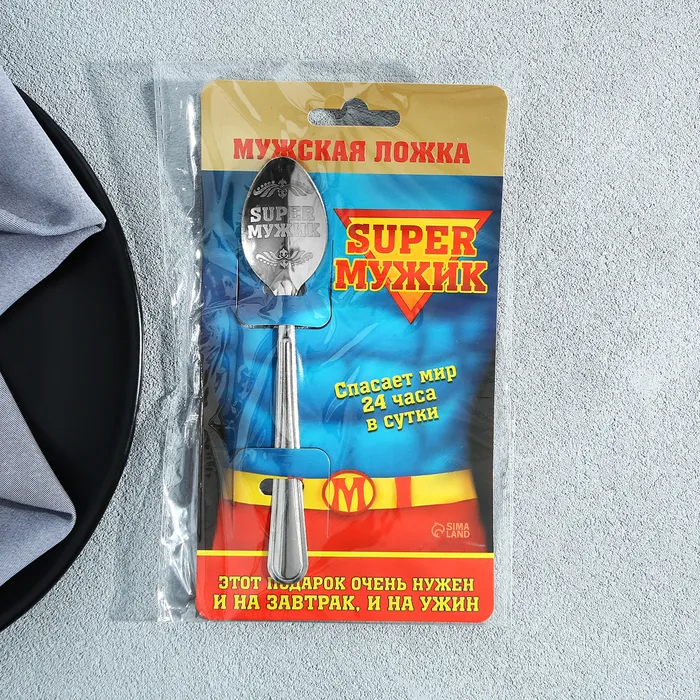 МУЖСКАЯ ЛОЖКА
SUPER
МУЖИК
SUPER
МУЖИК
Спасает мир
24 часа
в сутки
М
SIMA
LAND
ЭТОТ ПОДАРОК ОЧЕНЬ НУЖЕН
И НА ЗАВТРАК, И НА УЖИН